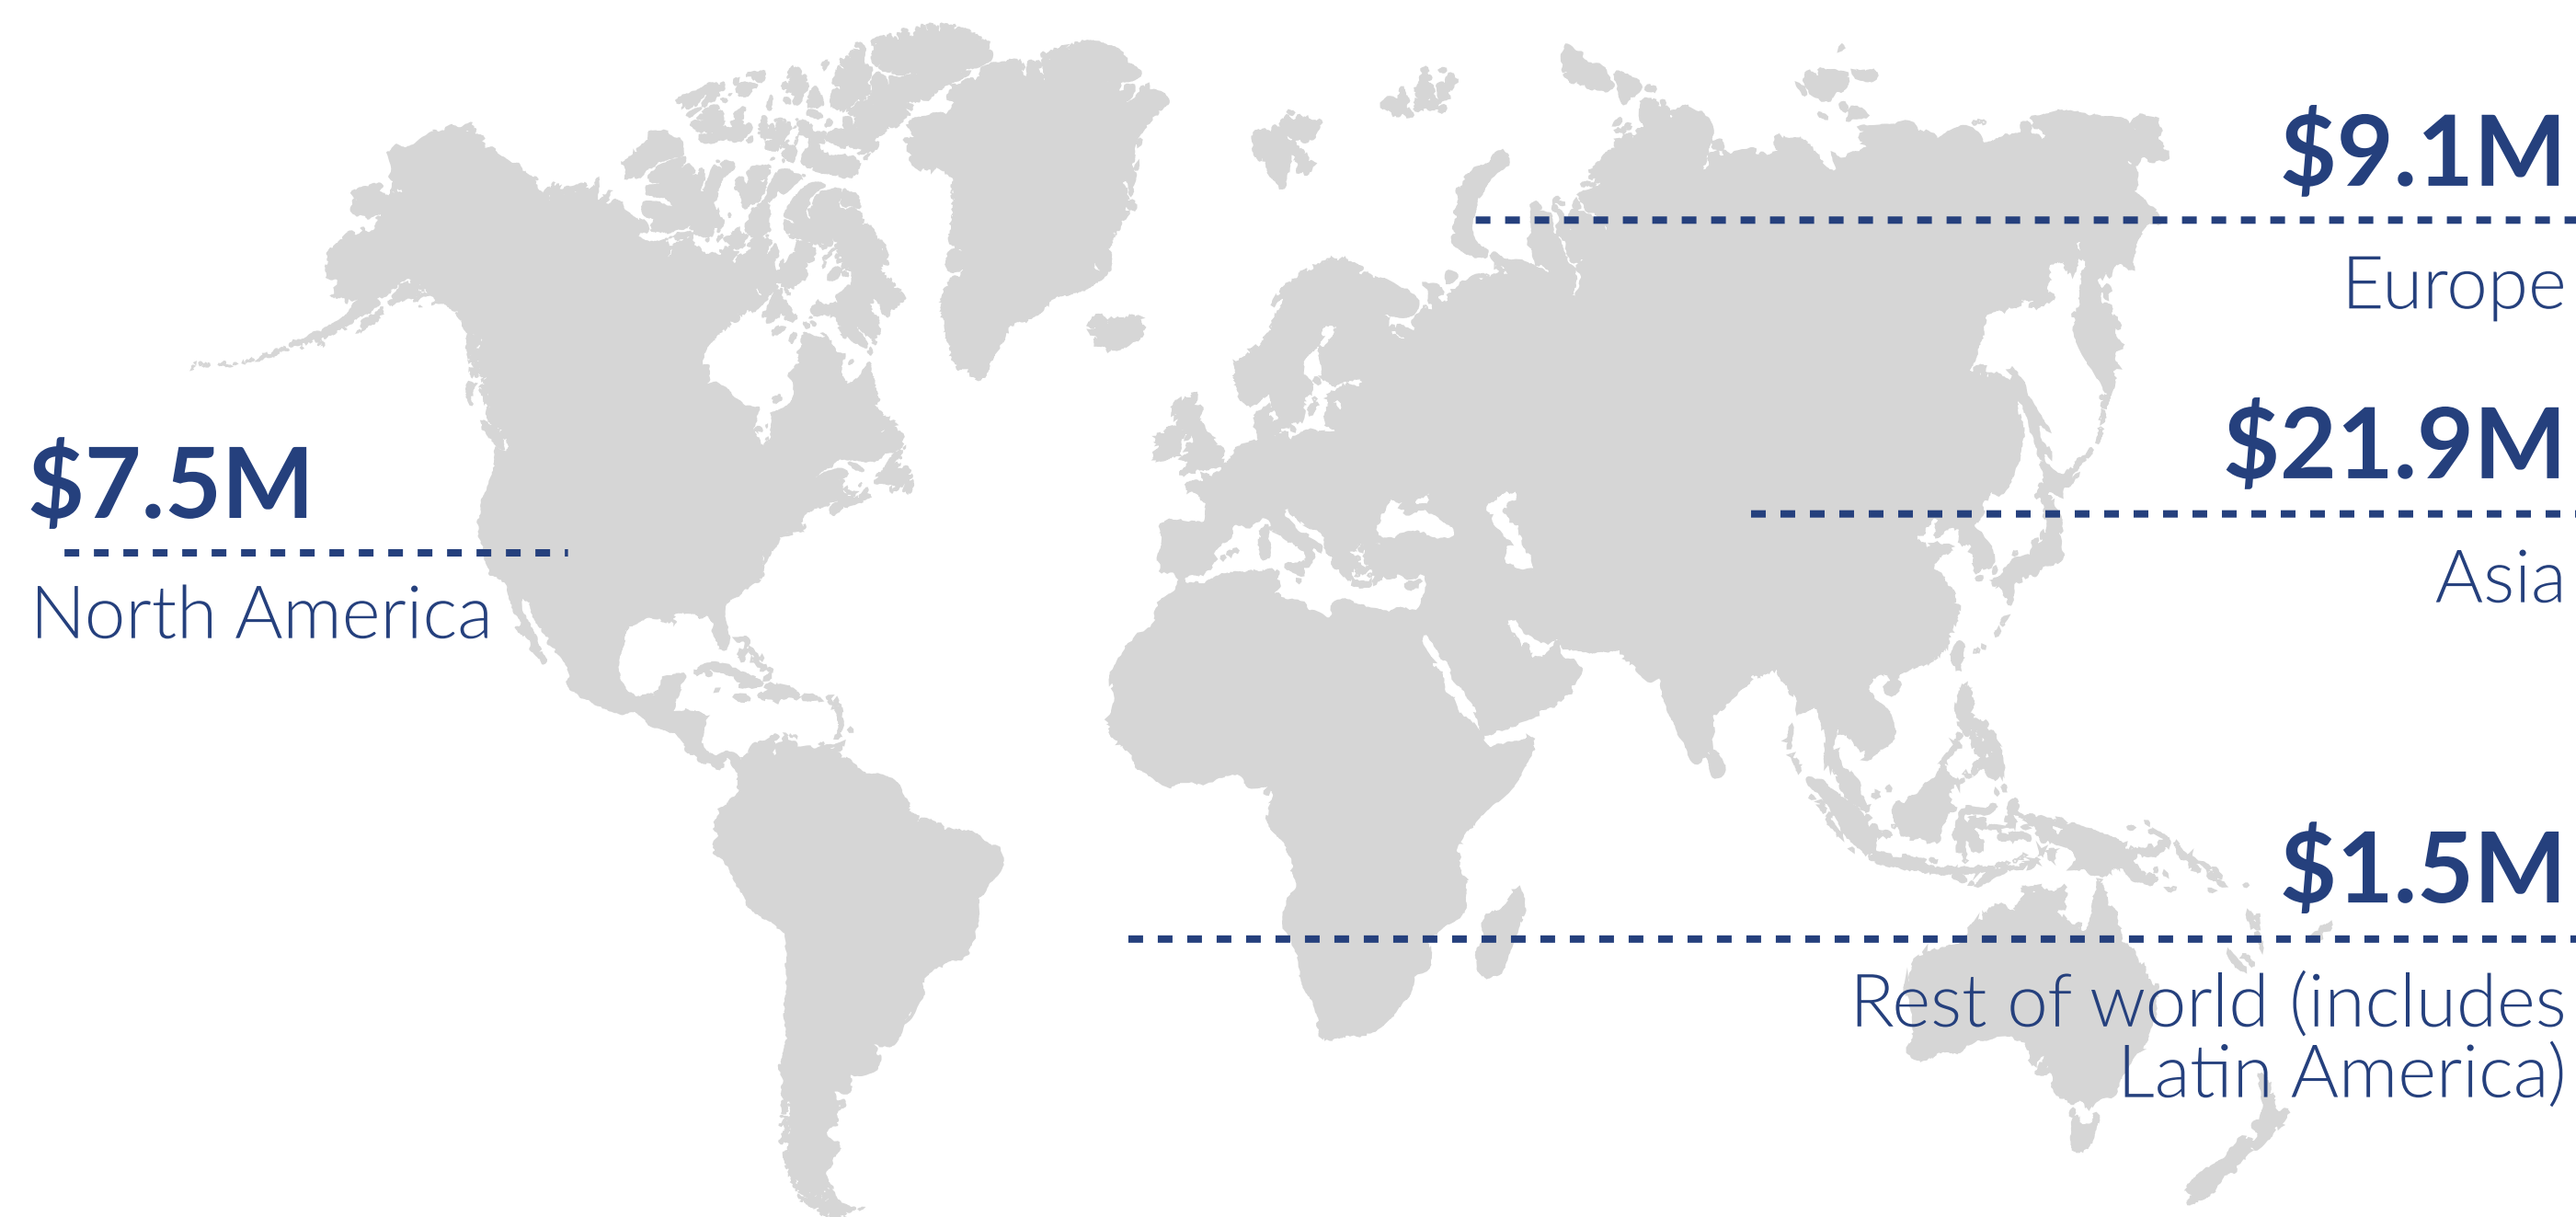 $9.1M
Europe
$21.9M
Asia
$7.5M
North America
$1.5M
Rest of world (includes
Latin America)